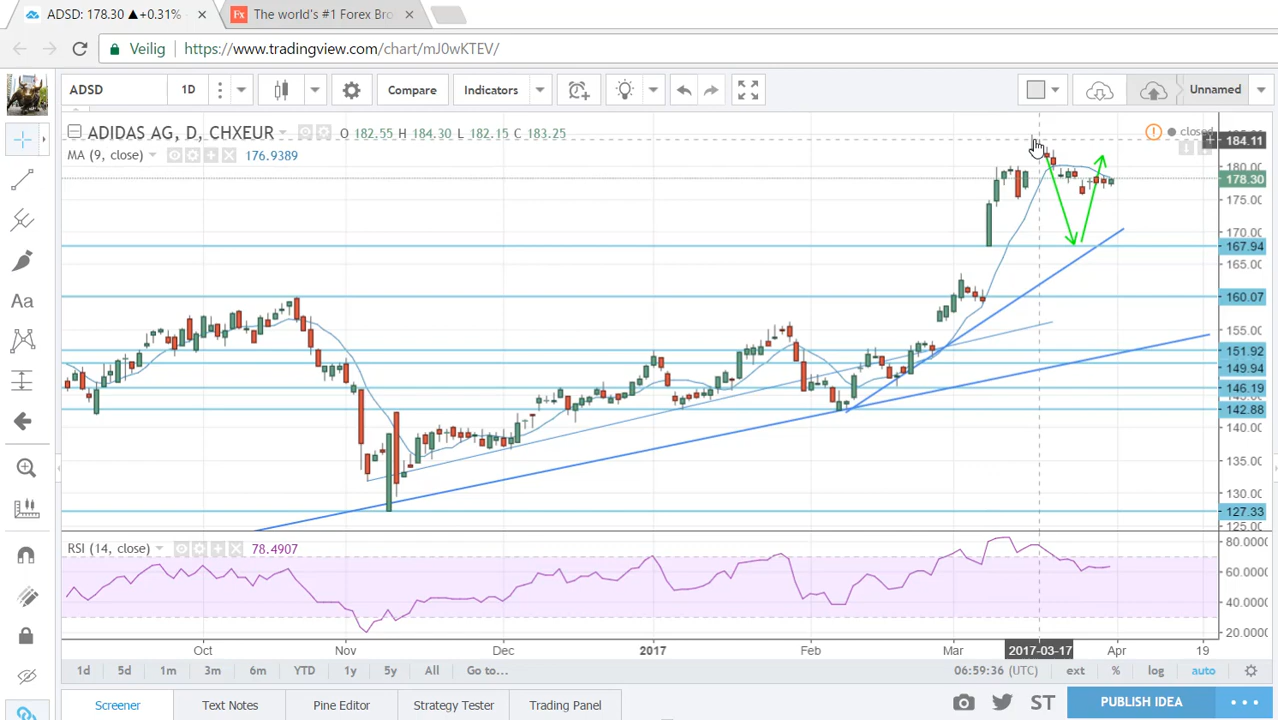 ADSD: 178.30 ▲+0.31%
The world's #1 Forex Bro
Veilig https://www.tradingview.com/chart/mJ0wKTEV/
ADSD 1D Compare Indicators Unnamed
ADIDAS AG, D, CHXEUR O 182.55 H 184.30 L 182.15 C 183.25
closed
MA (9, close) 176.9389
184.11
180.00
178.30
175.00
170.00
167.94
165.00
160.07
155.00
151.92
149.94
146.19
142.88
140.00
135.00
130.00
127.33
125.00
RSI (14, close) 78.4907
80.0000
60.0000
40.0000
20.0000
Oct Nov Dec 2017 Feb Mar 2017-03-17 Apr 19
1d 5d 1m 3m 6m YTD 1y 5y All Go to... 06:59:36 (UTC) ext % log auto
Screener Text Notes Pine Editor Strategy Tester Trading Panel ST PUBLISH IDEA
Aa